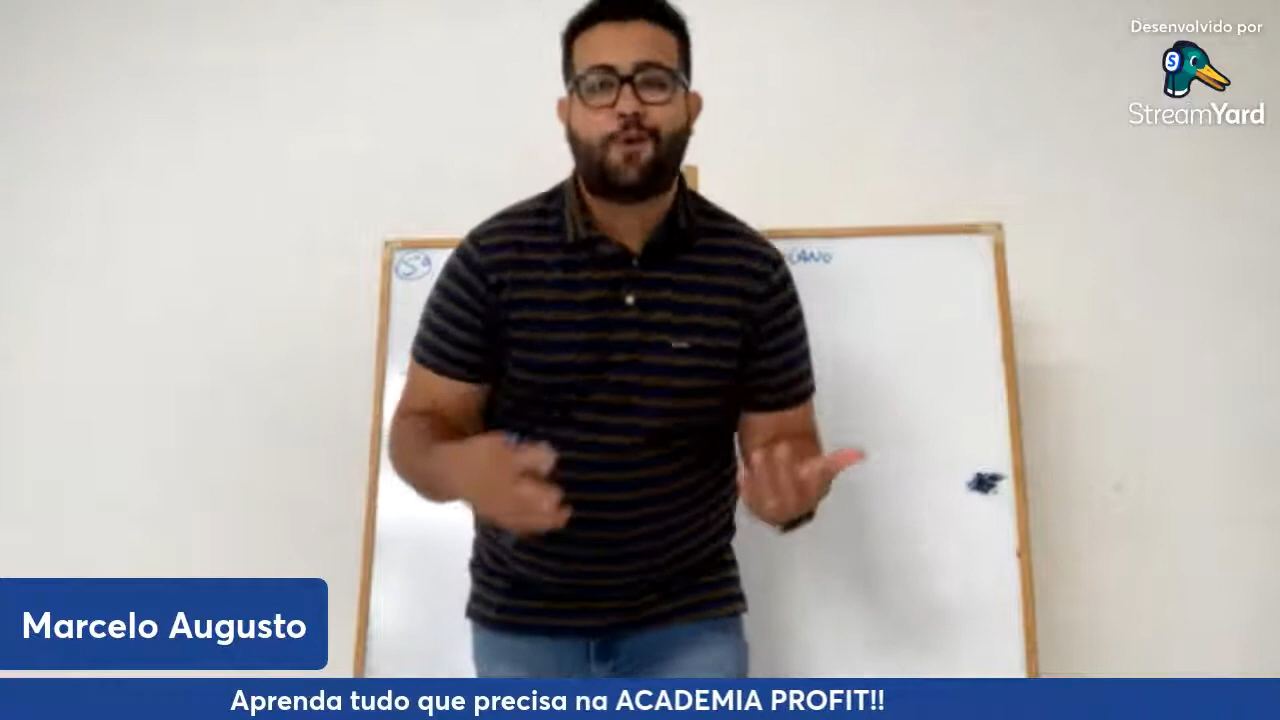 Desenvolvido por
S
StreamYard
Marcelo Augusto
Aprenda tudo que precisa na ACADEMIA PROFIT!!